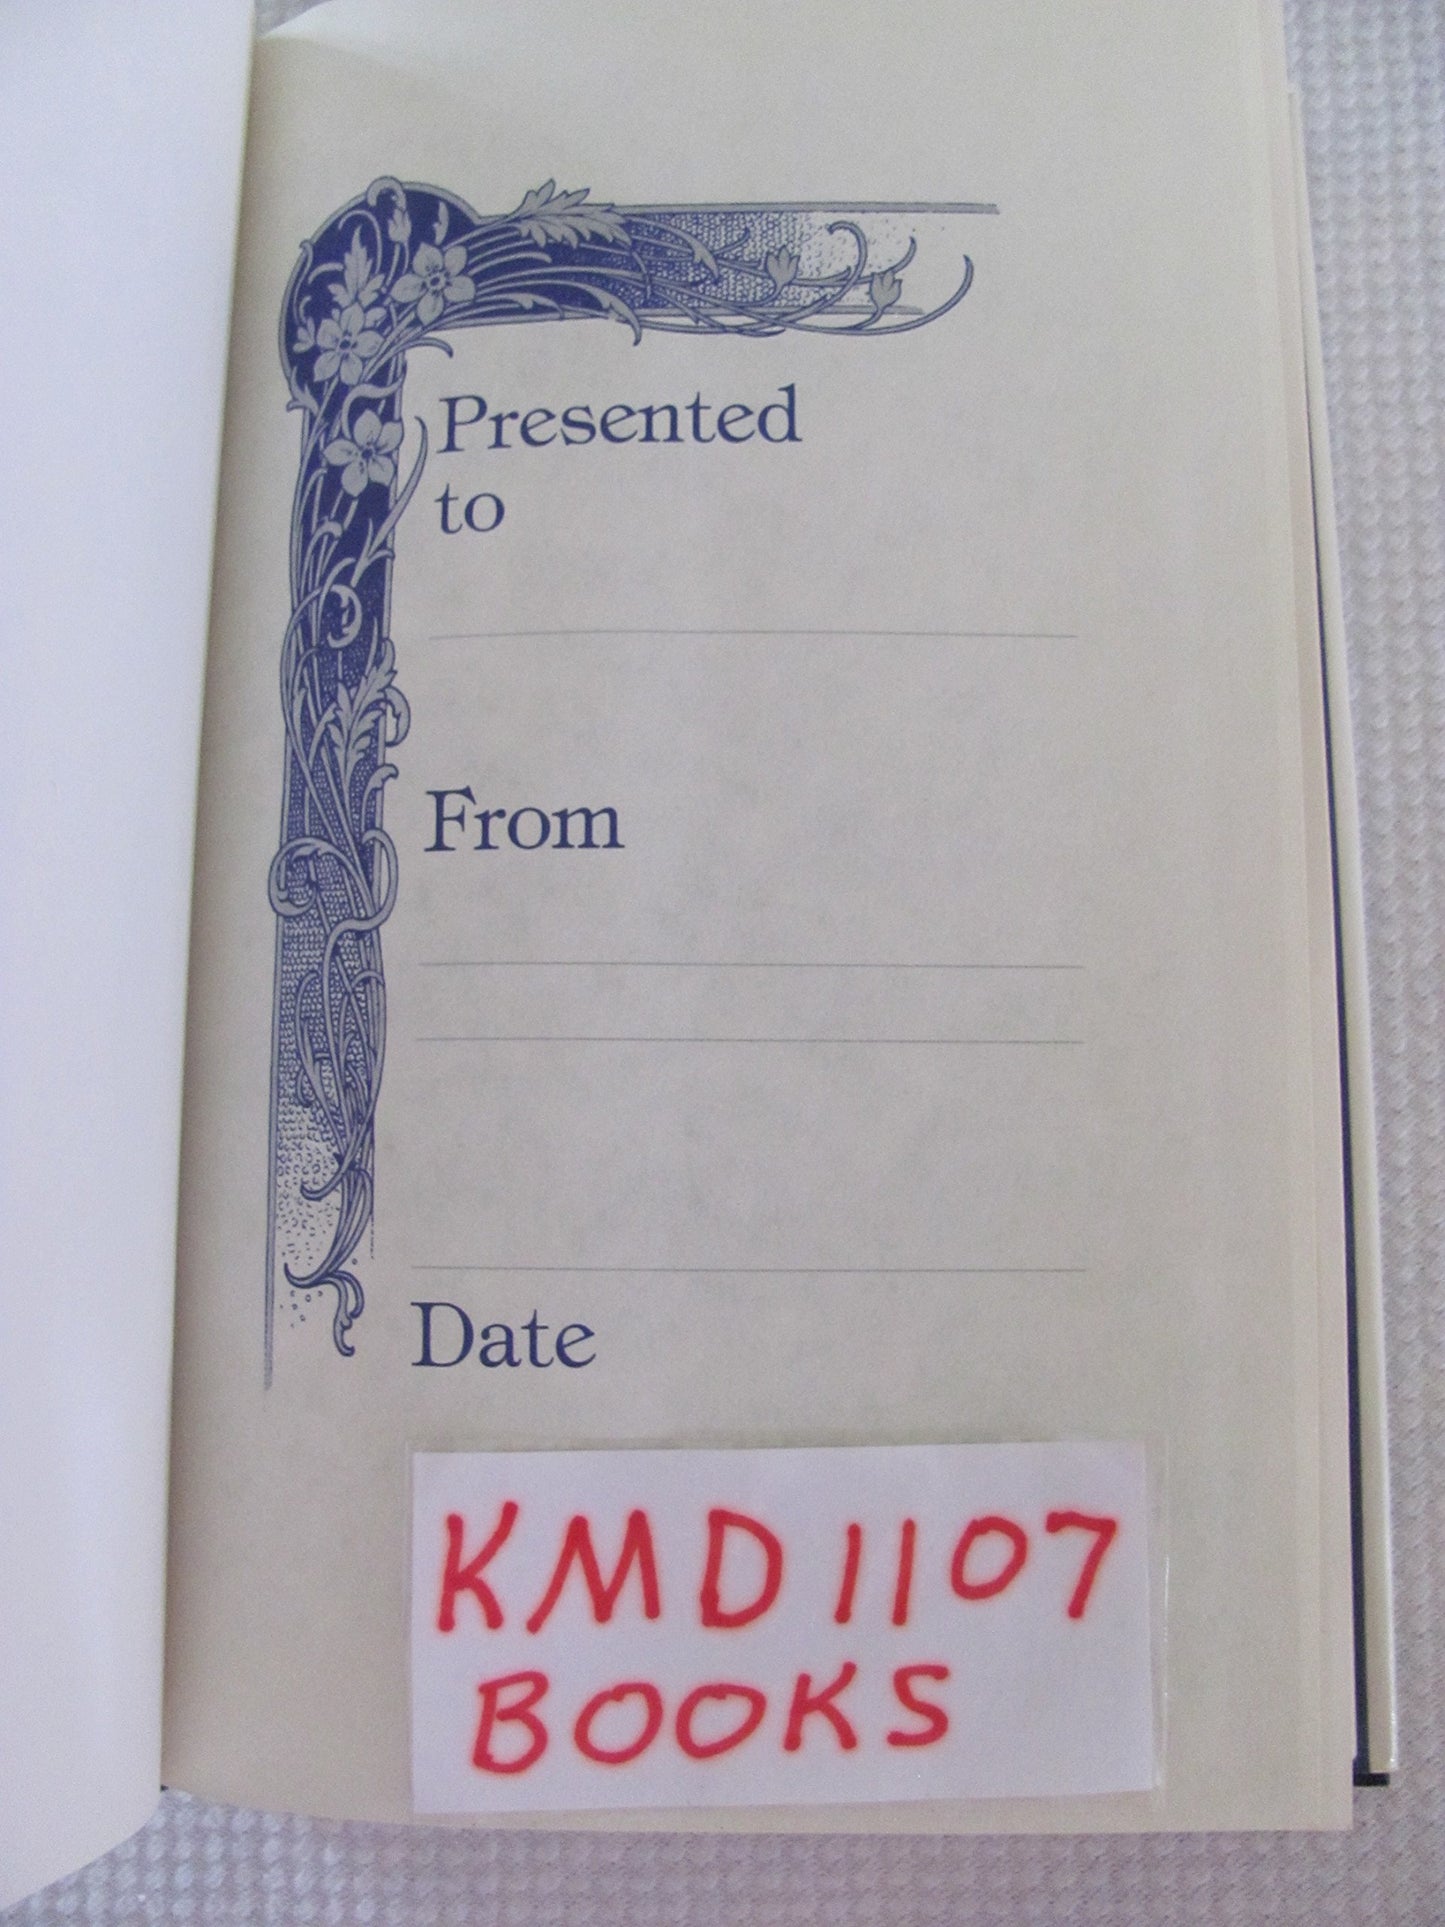 Presented
to
From
Date
KMD1107
BOOKS